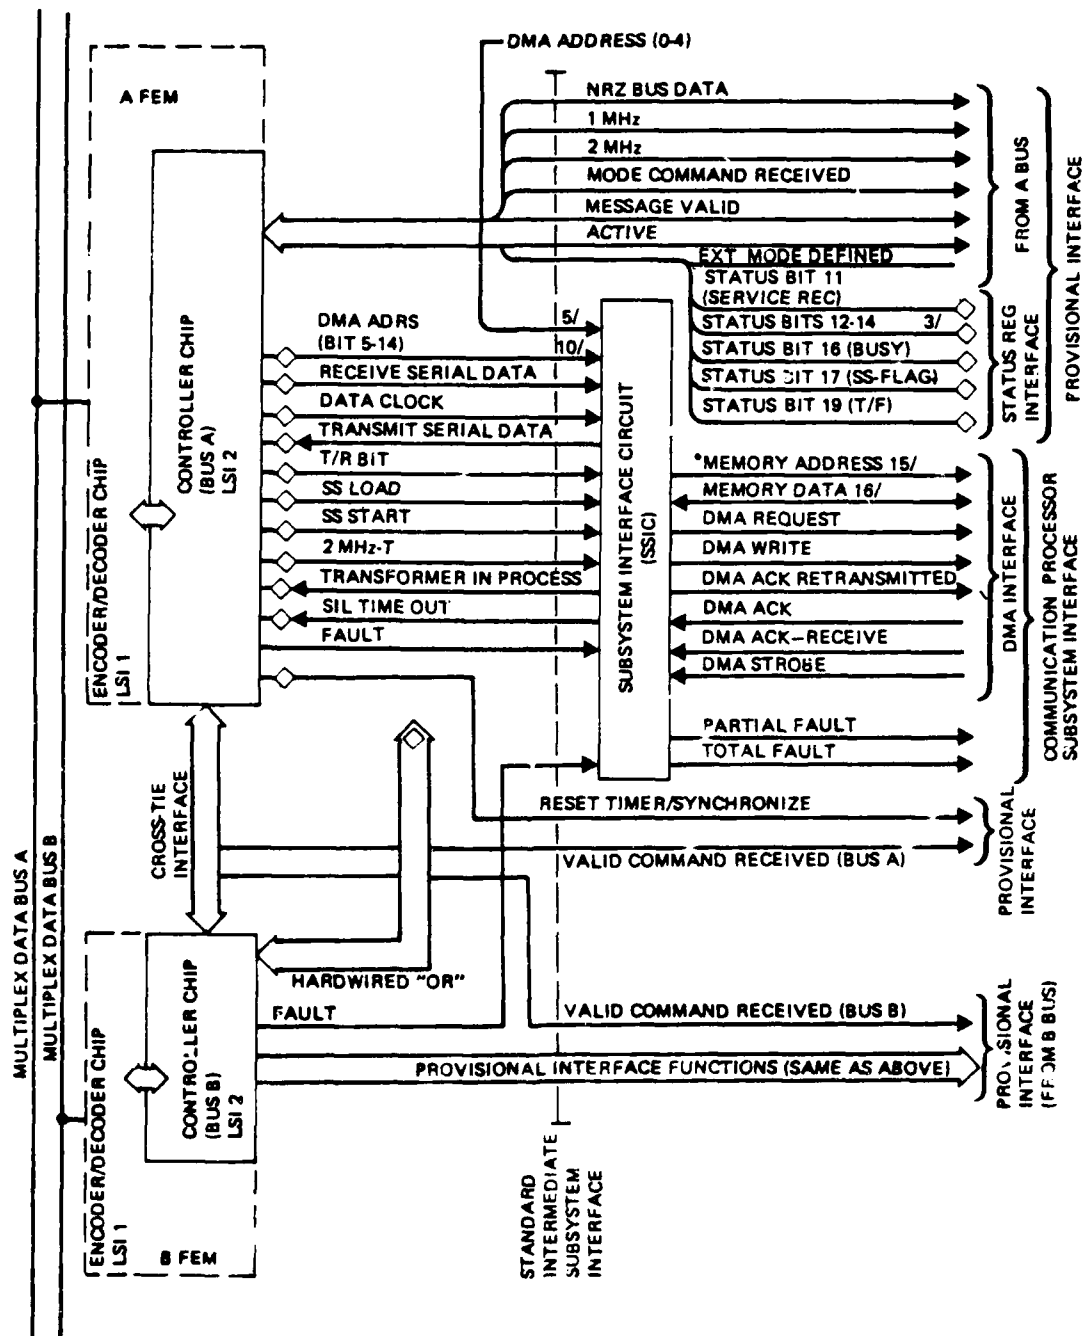 DMA ADDRESS (0-4)
A FEM
NRZ BUS DATA
1 MHz
2 MHz
MODE COMMAND RECEIVED
MESSAGE VALID
ACTIVE
EXT MODE DEFINED
STATUS BIT 11
(SERVICE REC)
STATUS BITS 12-14 3/
STATUS BIT 16 (BUSY)
STATUS BIT 17 (SS-FLAG)
STATUS BIT 19 (T/F)
FROM A BUS
STATUS REG
INTERFACE
PROVISIONAL INTERFACE
ENCODER/DECODER CHIP
LSI 1
CONTROLLER CHIP
(BUS A)
LSI 2
DMA ADRS
(BIT 5-14)
5/
10/
RECEIVE SERIAL DATA
DATA CLOCK
TRANSMIT SERIAL DATA
T/R BIT
SS LOAD
SS START
2 MHz-T
TRANSFORMER IN PROCESS
SIL TIME OUT
FAULT
SUBSYSTEM INTERFACE CIRCUIT
(SSIC)
*MEMORY ADDRESS 15/
MEMORY DATA 16/
DMA REQUEST
DMA WRITE
DMA ACK RETRANSMITTED
DMA ACK
DMA ACK-RECEIVE
DMA STROBE
PARTIAL FAULT
TOTAL FAULT
DMA INTERFACE
COMMUNICATION PROCESSOR
SUBSYSTEM INTERFACE
RESET TIMER/SYNCHRONIZE
VALID COMMAND RECEIVED (BUS A)
PROVISIONAL
INTERFACE
CROSS-TIE
INTERFACE
MULTIPLEX DATA BUS A
MULTIPLEX DATA BUS B
HARDWIRED "OR"
FAULT
VALID COMMAND RECEIVED (BUS B)
PROVISIONAL INTERFACE FUNCTIONS (SAME AS ABOVE)
PROVISIONAL
INTERFACE
(FROM B BUS)
ENCODER/DECODER CHIP
LSI 1
CONTROLLER CHIP
(BUS B)
LSI 2
B FEM
STANDARD
INTERMEDIATE
SUBSYSTEM
INTERFACE